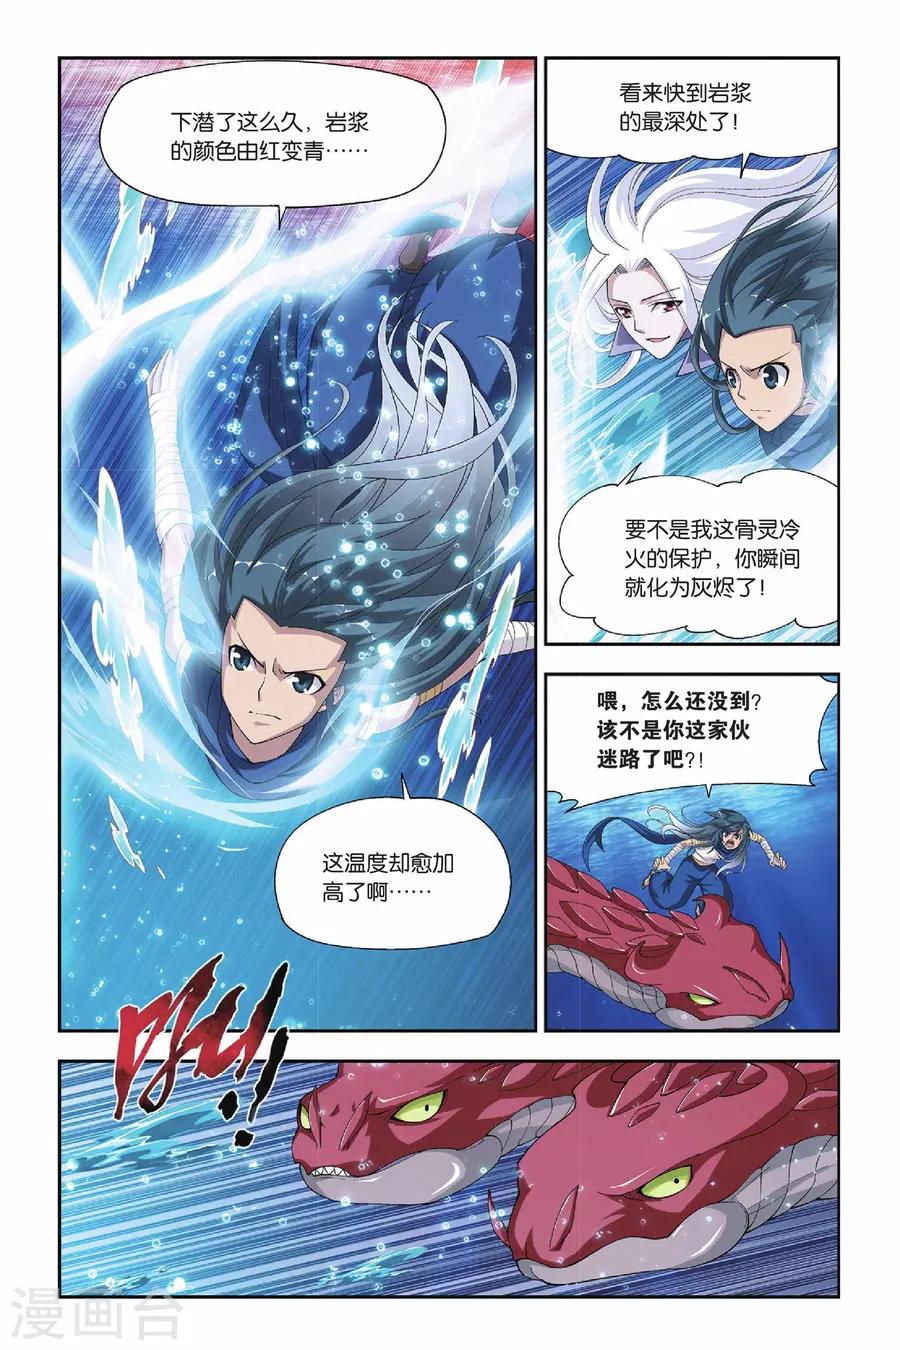 下潜了这么久，岩浆
的颜色由红变青……
这温度却愈加
高了啊……
看来快到岩浆
的最深处了！
要不是我这骨灵冷
火的保护，你瞬间
就化为灰烬了！
喂，怎么还没到？
该不是你这家伙
迷路了吧？！
吼！！
漫画台